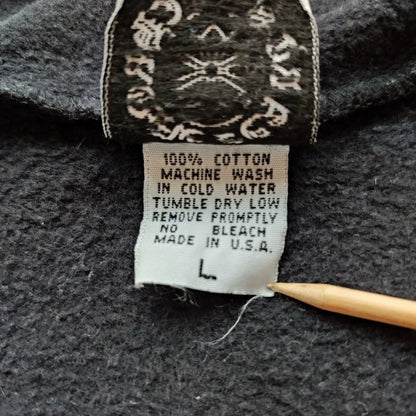 100% COTTON
MACHINE WASH
IN COLD WATER
TUMBLE DRY LOW
REMOVE PROMPTLY
NO BLEACH
MADE IN U.S.A.
L